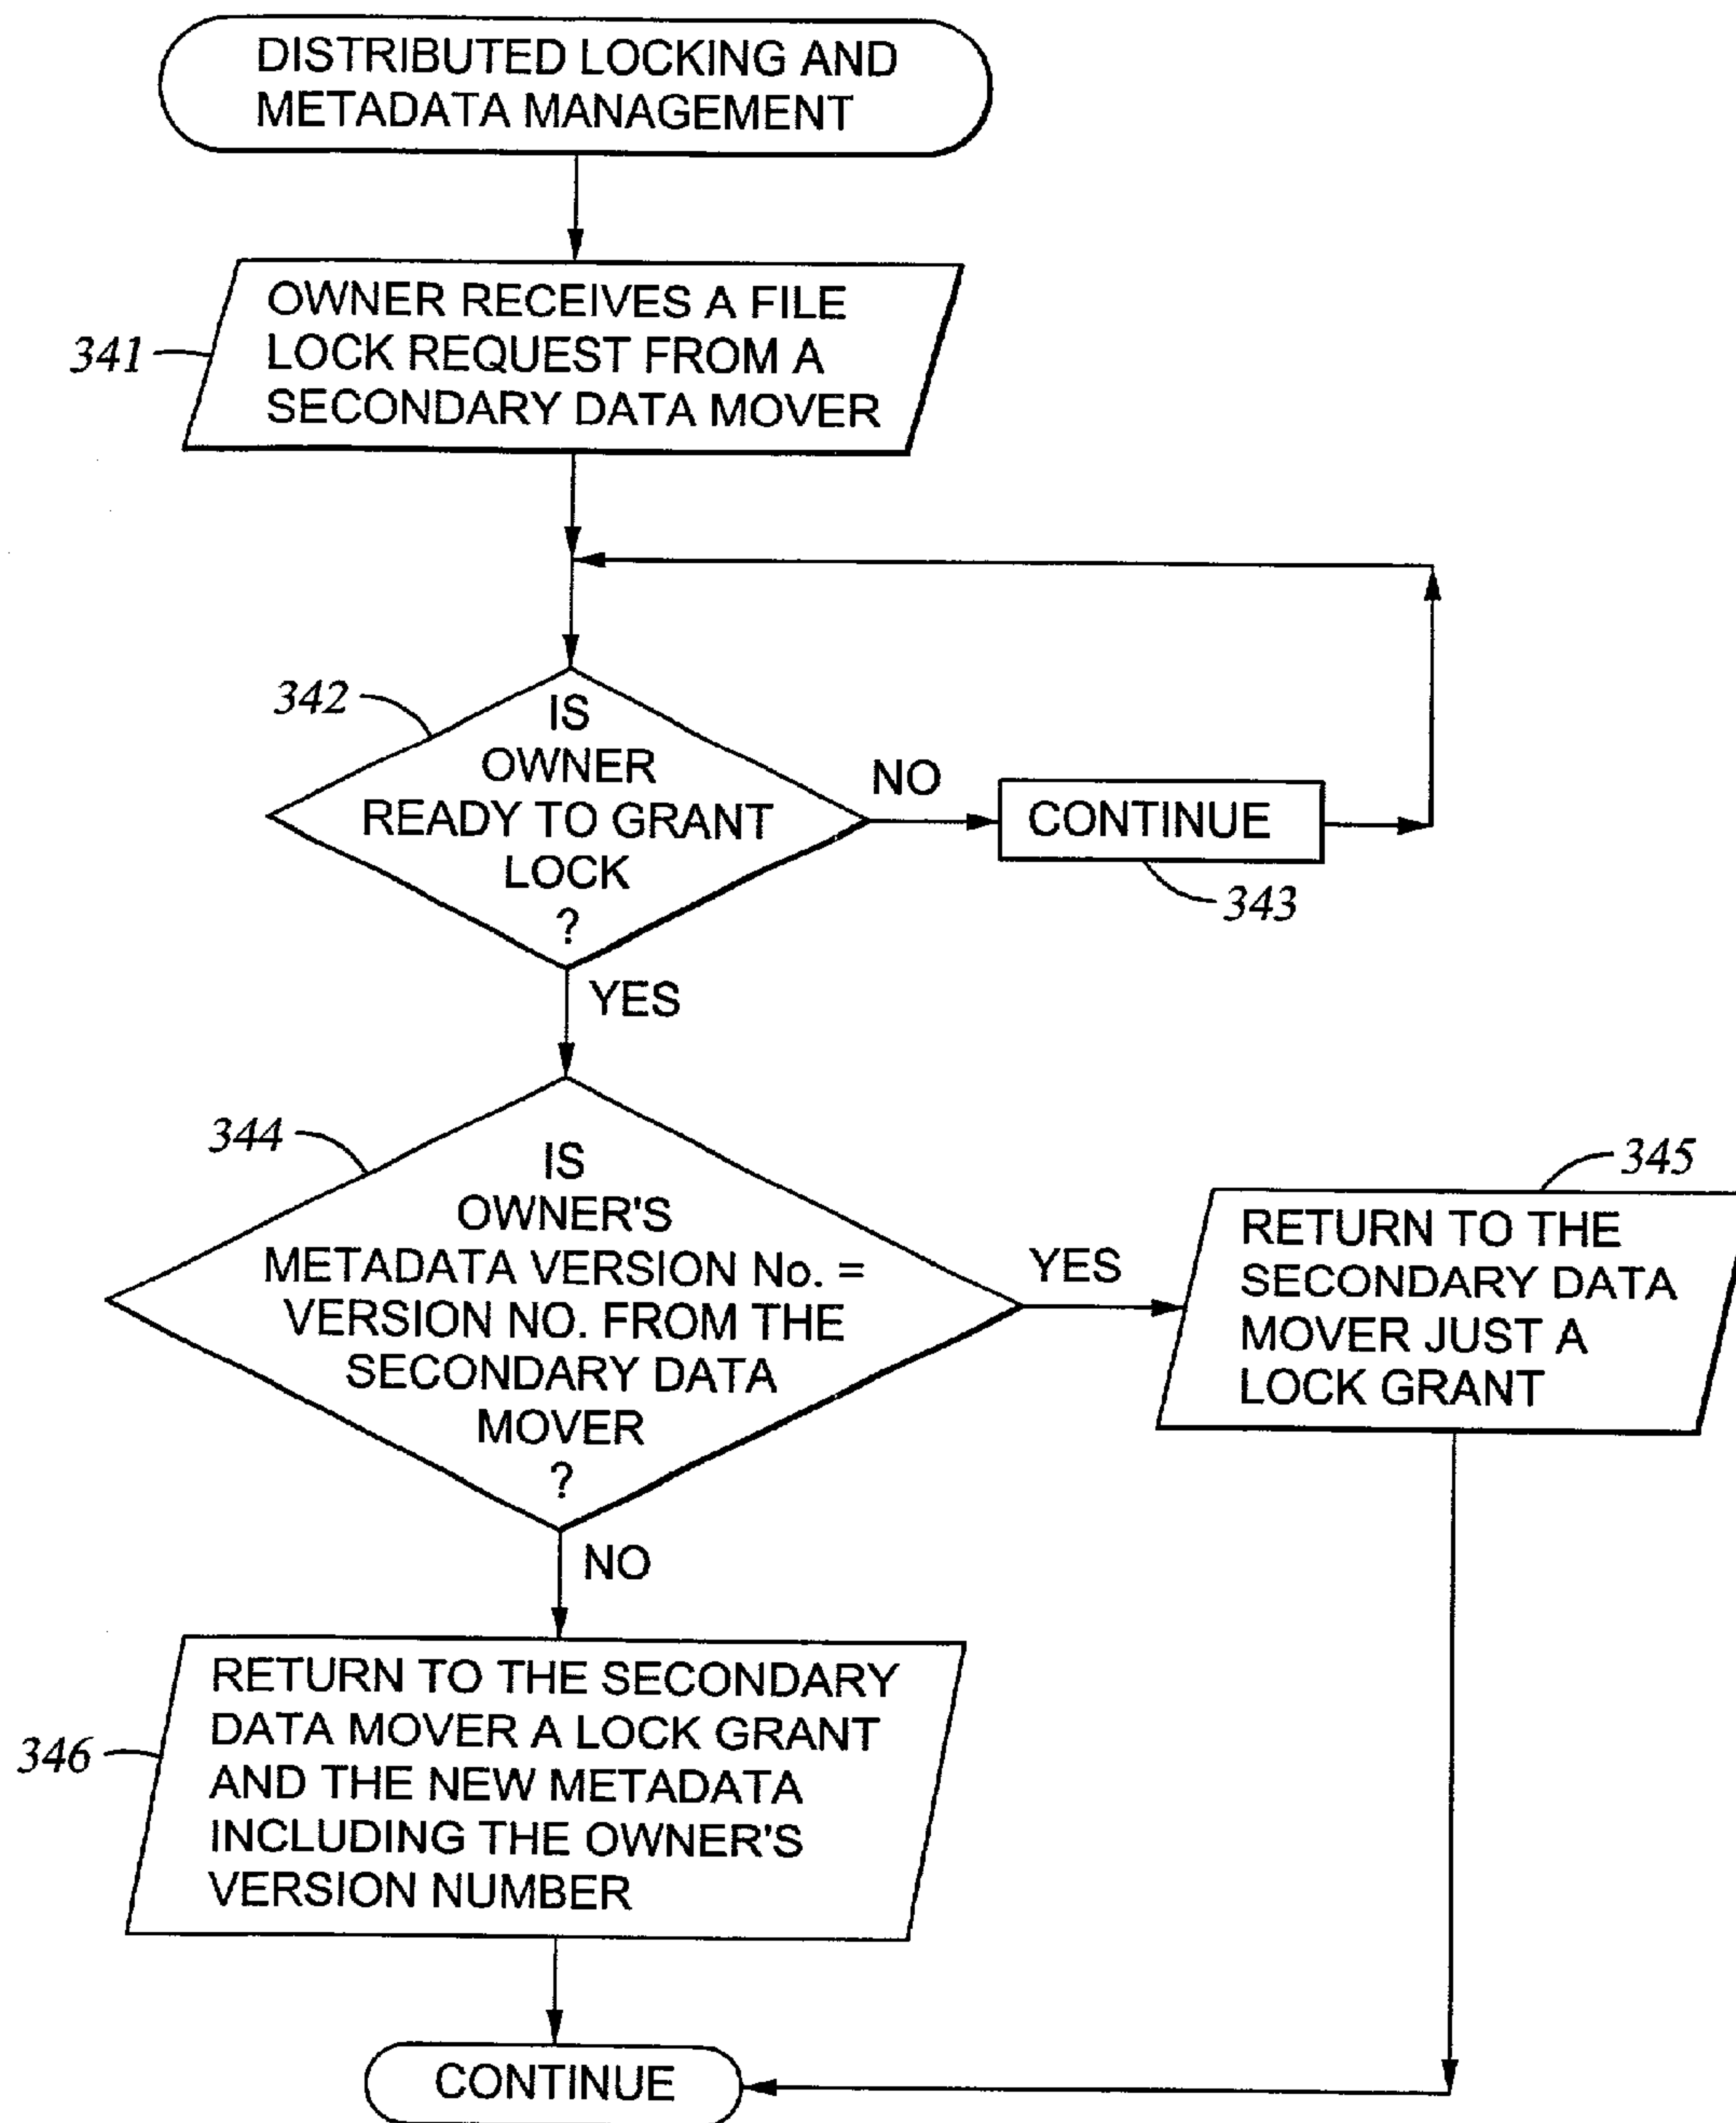 DISTRIBUTED LOCKING AND
METADATA MANAGEMENT
341
OWNER RECEIVES A FILE
LOCK REQUEST FROM A
SECONDARY DATA MOVER
342
IS
OWNER
READY TO GRANT
LOCK
?
NO
CONTINUE
343
YES
344
IS
OWNER'S
METADATA VERSION No. =
VERSION NO. FROM THE
SECONDARY DATA
MOVER
?
YES
345
RETURN TO THE
SECONDARY DATA
MOVER JUST A
LOCK GRANT
NO
346
RETURN TO THE SECONDARY
DATA MOVER A LOCK GRANT
AND THE NEW METADATA
INCLUDING THE OWNER'S
VERSION NUMBER
CONTINUE